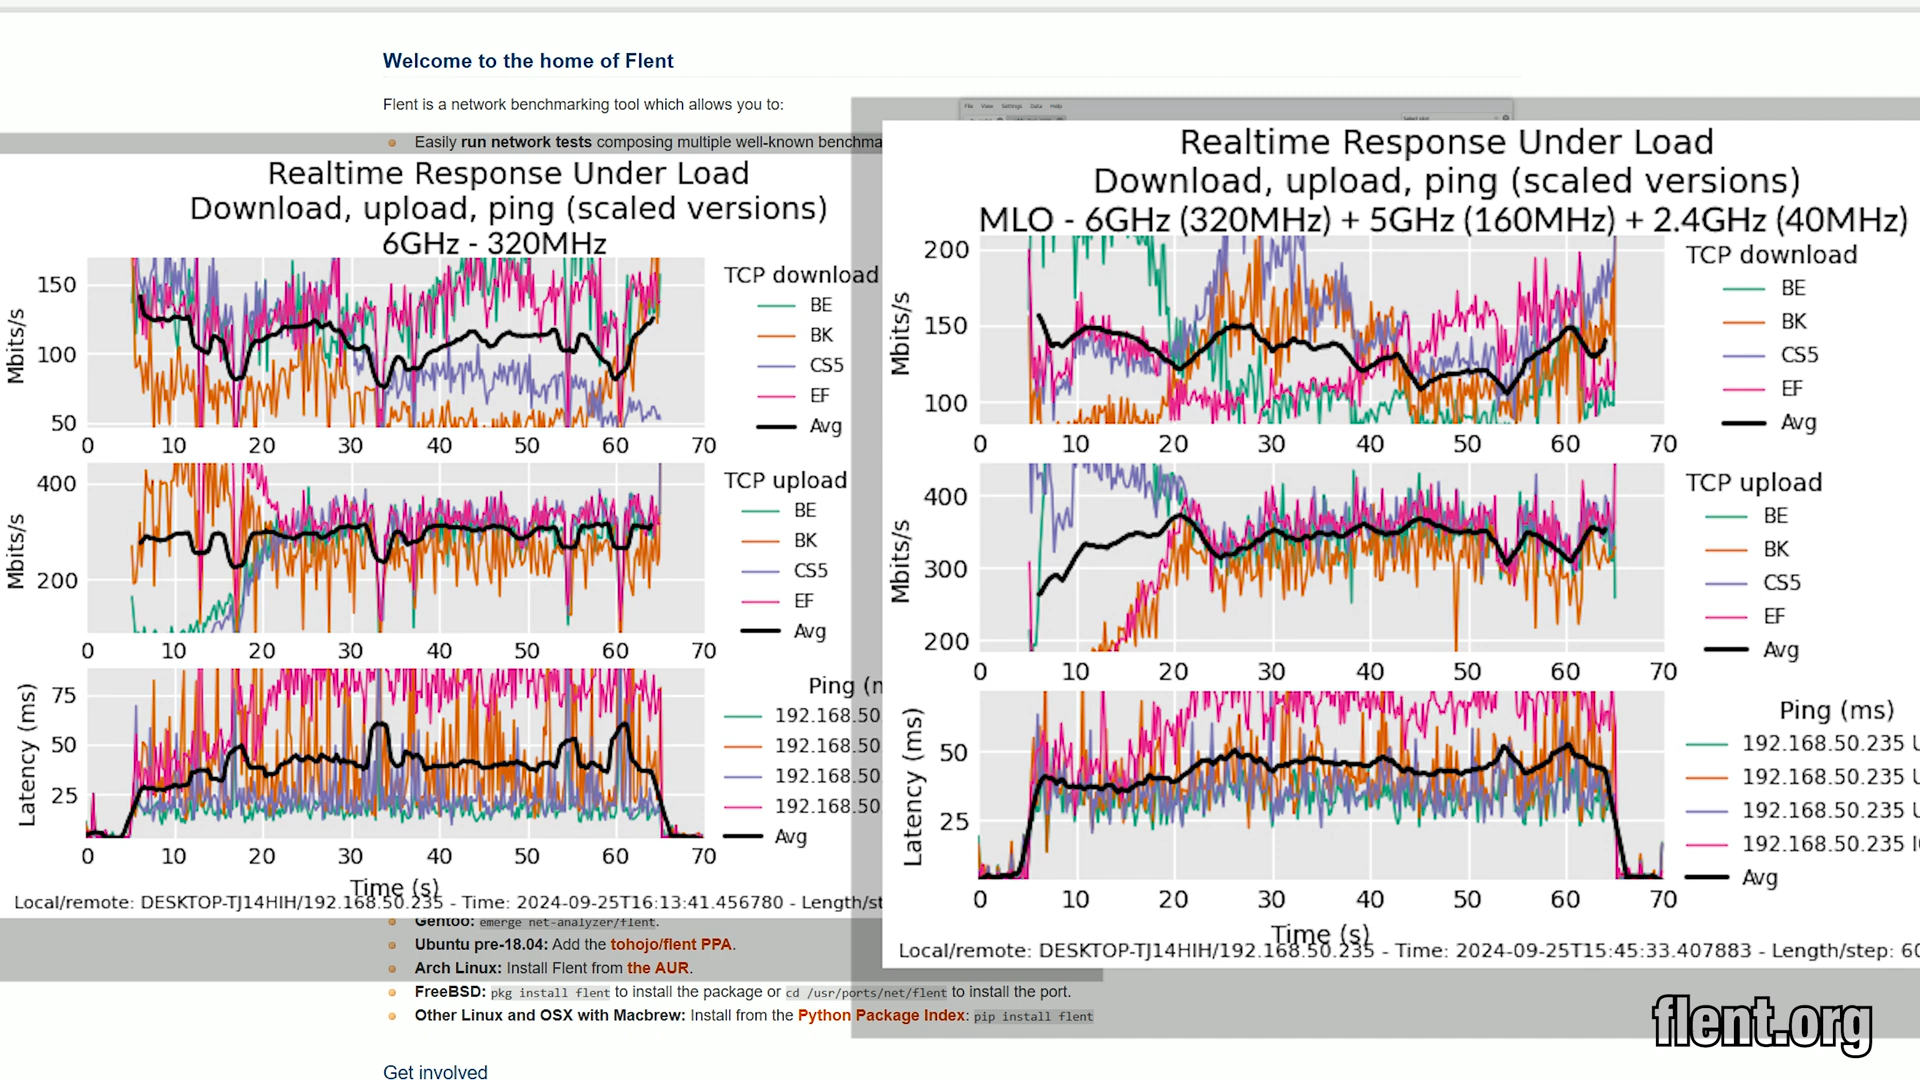 Welcome to the home of Flent
Flent is a network benchmarking tool which allows you to:
Easily run network tests composing multiple well-known benchma
File View Settings Data Help
Realtime Response Under Load
Download, upload, ping (scaled versions)
6GHz - 320MHz
150
100
50
Mbits/s
0 10 20 30 40 50 60 70
TCP download
BE
BK
CS5
EF
Avg
400
200
Mbits/s
0 10 20 30 40 50 60 70
TCP upload
BE
BK
CS5
EF
Avg
75
50
25
Latency (ms)
0 10 20 30 40 50 60 70
Ping (
192.168.50
192.168.50
192.168.50
192.168.50
Avg
Time (s)
Local/remote: DESKTOP-TJ14HIH/192.168.50.235 - Time: 2024-09-25T16:13:41.456780 - Length/st
Realtime Response Under Load
Download, upload, ping (scaled versions)
MLO - 6GHz (320MHz) + 5GHz (160MHz) + 2.4GHz (40MHz)
200
150
100
Mbits/s
0 10 20 30 40 50 60 70
TCP download
BE
BK
CS5
EF
Avg
400
300
200
Mbits/s
0 10 20 30 40 50 60 70
TCP upload
BE
BK
CS5
EF
Avg
50
25
Latency (ms)
0 10 20 30 40 50 60 70
Ping (ms)
192.168.50.235 U
192.168.50.235 U
192.168.50.235 U
192.168.50.235 I
Avg
Time (s)
Local/remote: DESKTOP-TJ14HIH/192.168.50.235 - Time: 2024-09-25T15:45:33.407883 - Length/step: 60
Gentoo: emerge net-analyzer/flent.
Ubuntu pre-18.04: Add the tohojo/flent PPA.
Arch Linux: Install Flent from the AUR.
FreeBSD: pkg install flent to install the package or cd /usr/ports/net/flent to install the port.
Other Linux and OSX with Macbrew: Install from the Python Package Index: pip install flent
Get involved
flent.org